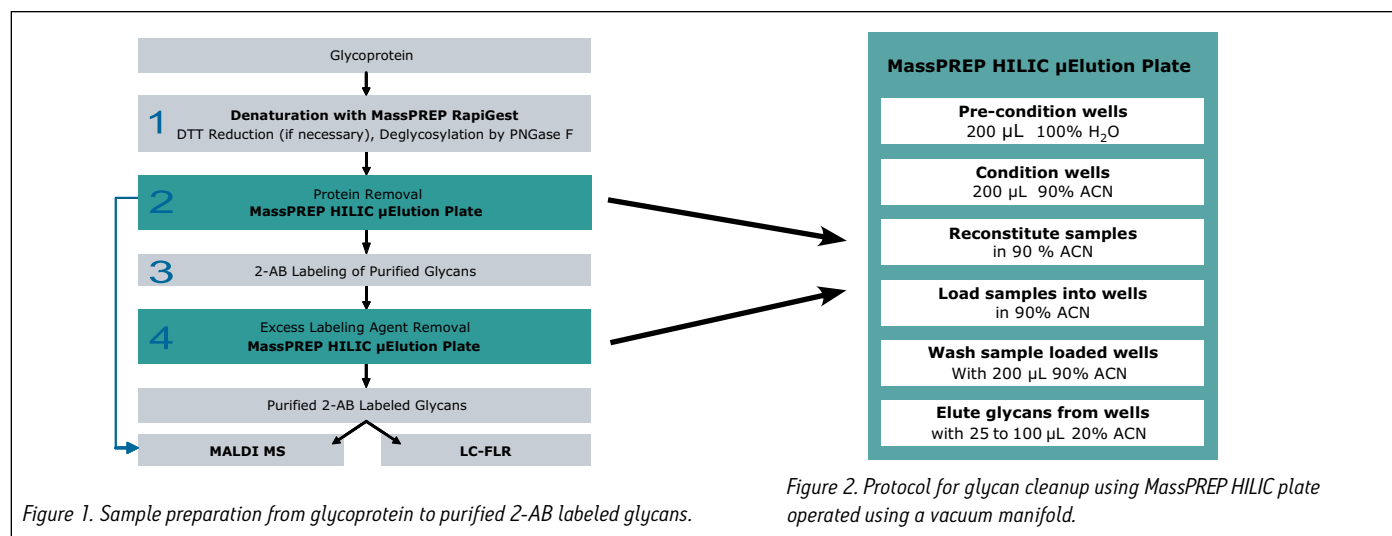 Glycoprotein
1
Denaturation with MassPREP RapiGest
DTT Reduction (if necessary), Deglycosylation by PNGase F
2
Protein Removal
MassPREP HILIC µElution Plate
3
2-AB Labeling of Purified Glycans
4
Excess Labeling Agent Removal
MassPREP HILIC µElution Plate
Purified 2-AB Labeled Glycans
MALDI MS
LC-FLR
Figure 1. Sample preparation from glycoprotein to purified 2-AB labeled glycans.
MassPREP HILIC µElution Plate
Pre-condition wells
200 µL 100% H₂O
Condition wells
200 µL 90% ACN
Reconstitute samples
in 90 % ACN
Load samples into wells
in 90% ACN
Wash sample loaded wells
With 200 µL 90% ACN
Elute glycans from wells
with 25 to 100 µL 20% ACN
Figure 2. Protocol for glycan cleanup using MassPREP HILIC plate
operated using a vacuum manifold.